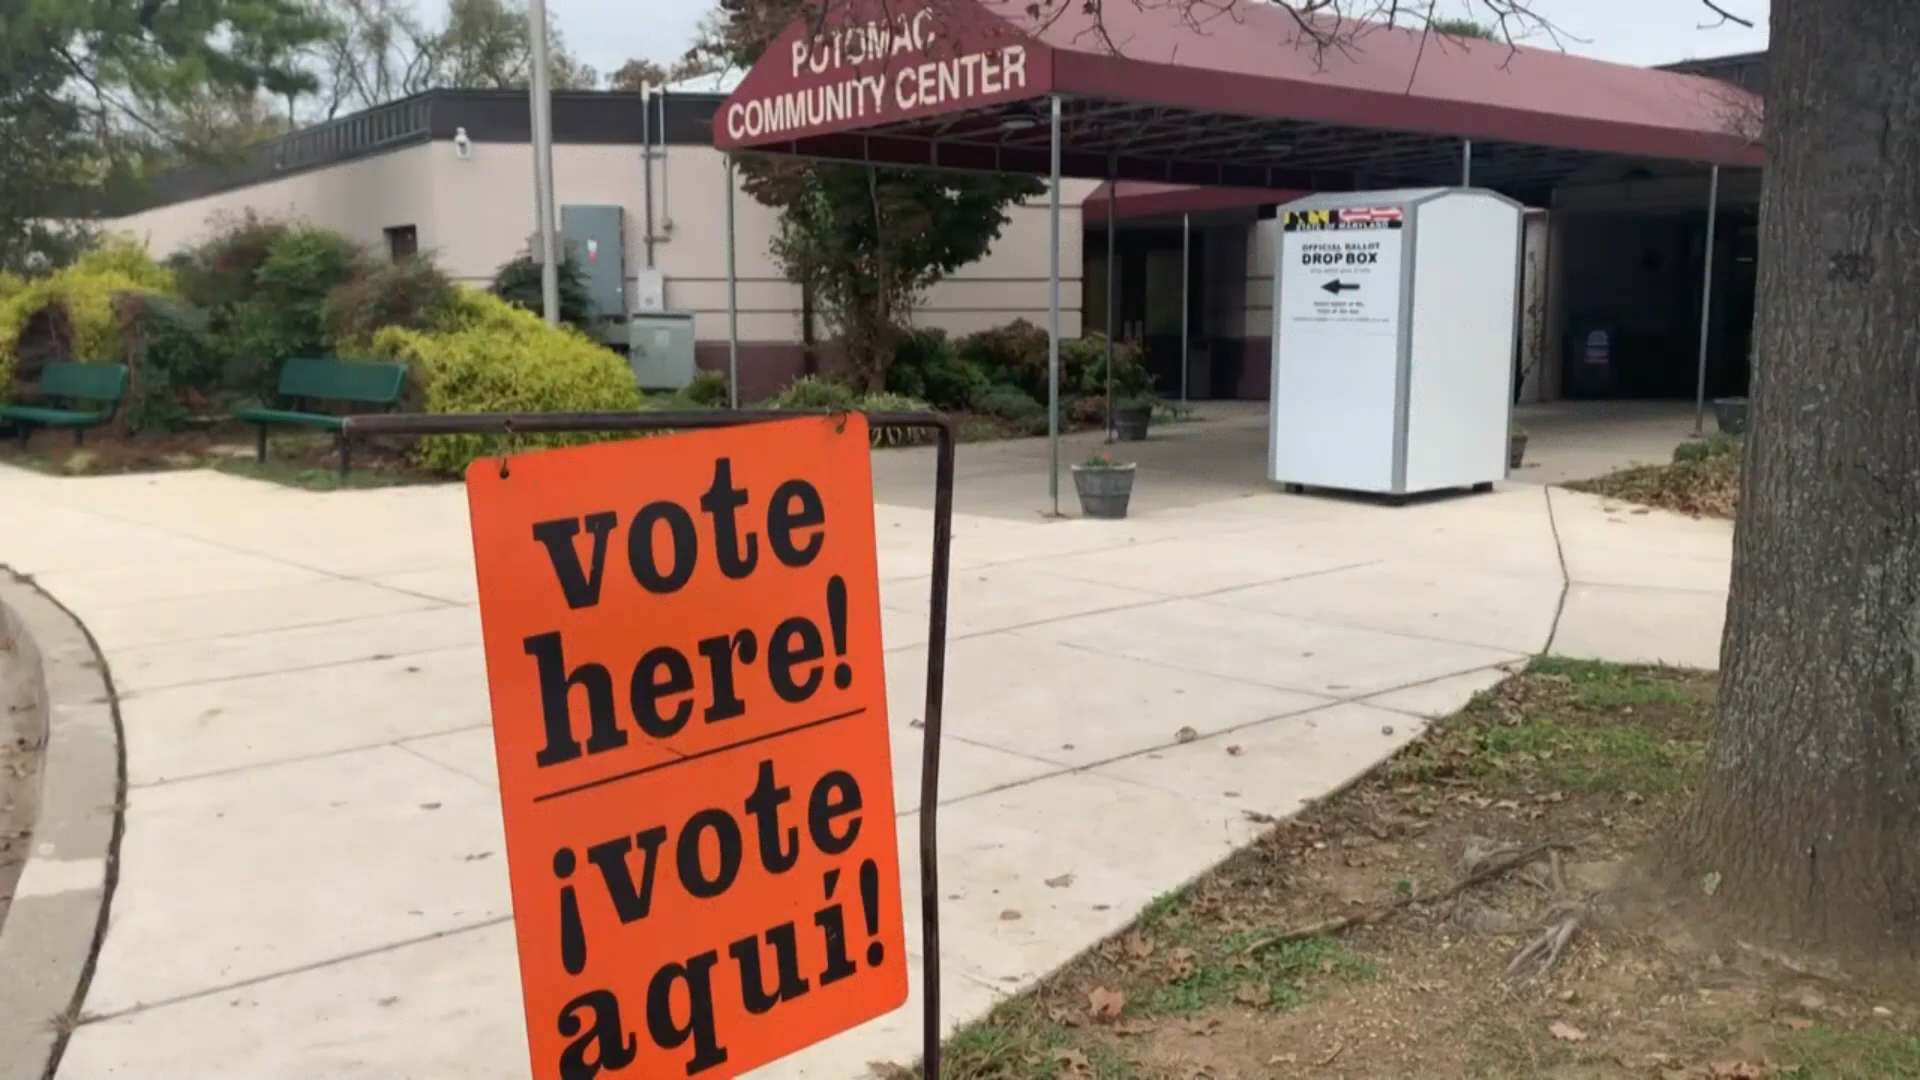 POTOMAC
COMMUNITY CENTER
STATE OF MARYLAND
OFFICIAL BALLOT
DROP BOX
vote
here!
¡vote
aquí!